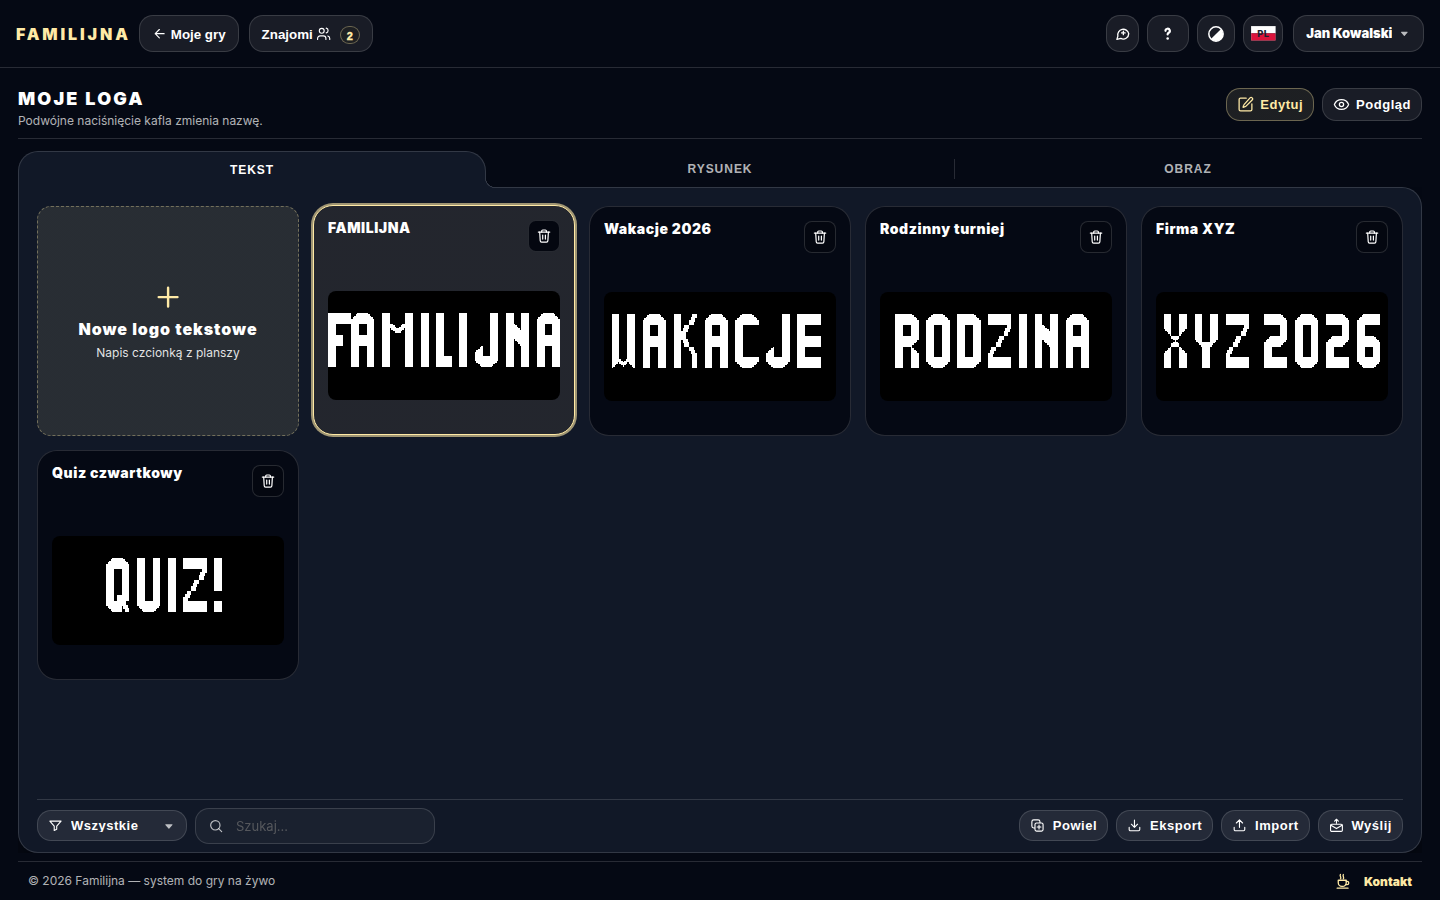 FAMILIJNA
Moje gry
Znajomi 2
?
PL
Jan Kowalski
MOJE LOGA
Podwójne naciśnięcie kafla zmienia nazwę.
Edytuj
Podgląd
TEKST
RYSUNEK
OBRAZ
Nowe logo tekstowe
Napis czcionką z planszy
FAMILIJNA
FAMILIJNA
Wakacje 2026
WAKACJE
Rodzinny turniej
RODZINA
Firma XYZ
XYZ 2026
Quiz czwartkowy
QUIZ!
Wszystkie
Szukaj...
Powiel
Eksport
Import
Wyślij
© 2026 Familijna — system do gry na żywo
Kontakt